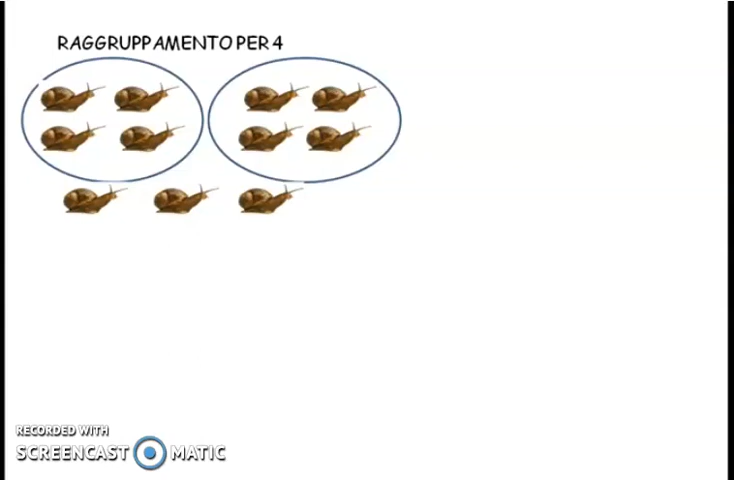 RAGGRUPPAMENTO PER 4
RECORDED WITH
SCREENCAST MATIC